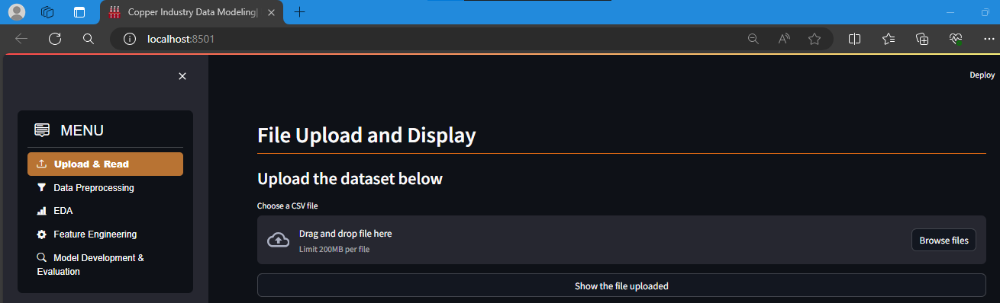 Copper Industry Data Modeling|
localhost:8501
Deploy
MENU
Upload & Read
Data Preprocessing
EDA
Feature Engineering
Model Development &
Evaluation
File Upload and Display
Upload the dataset below
Choose a CSV file
Drag and drop file here
Limit 200MB per file
Browse files
Show the file uploaded